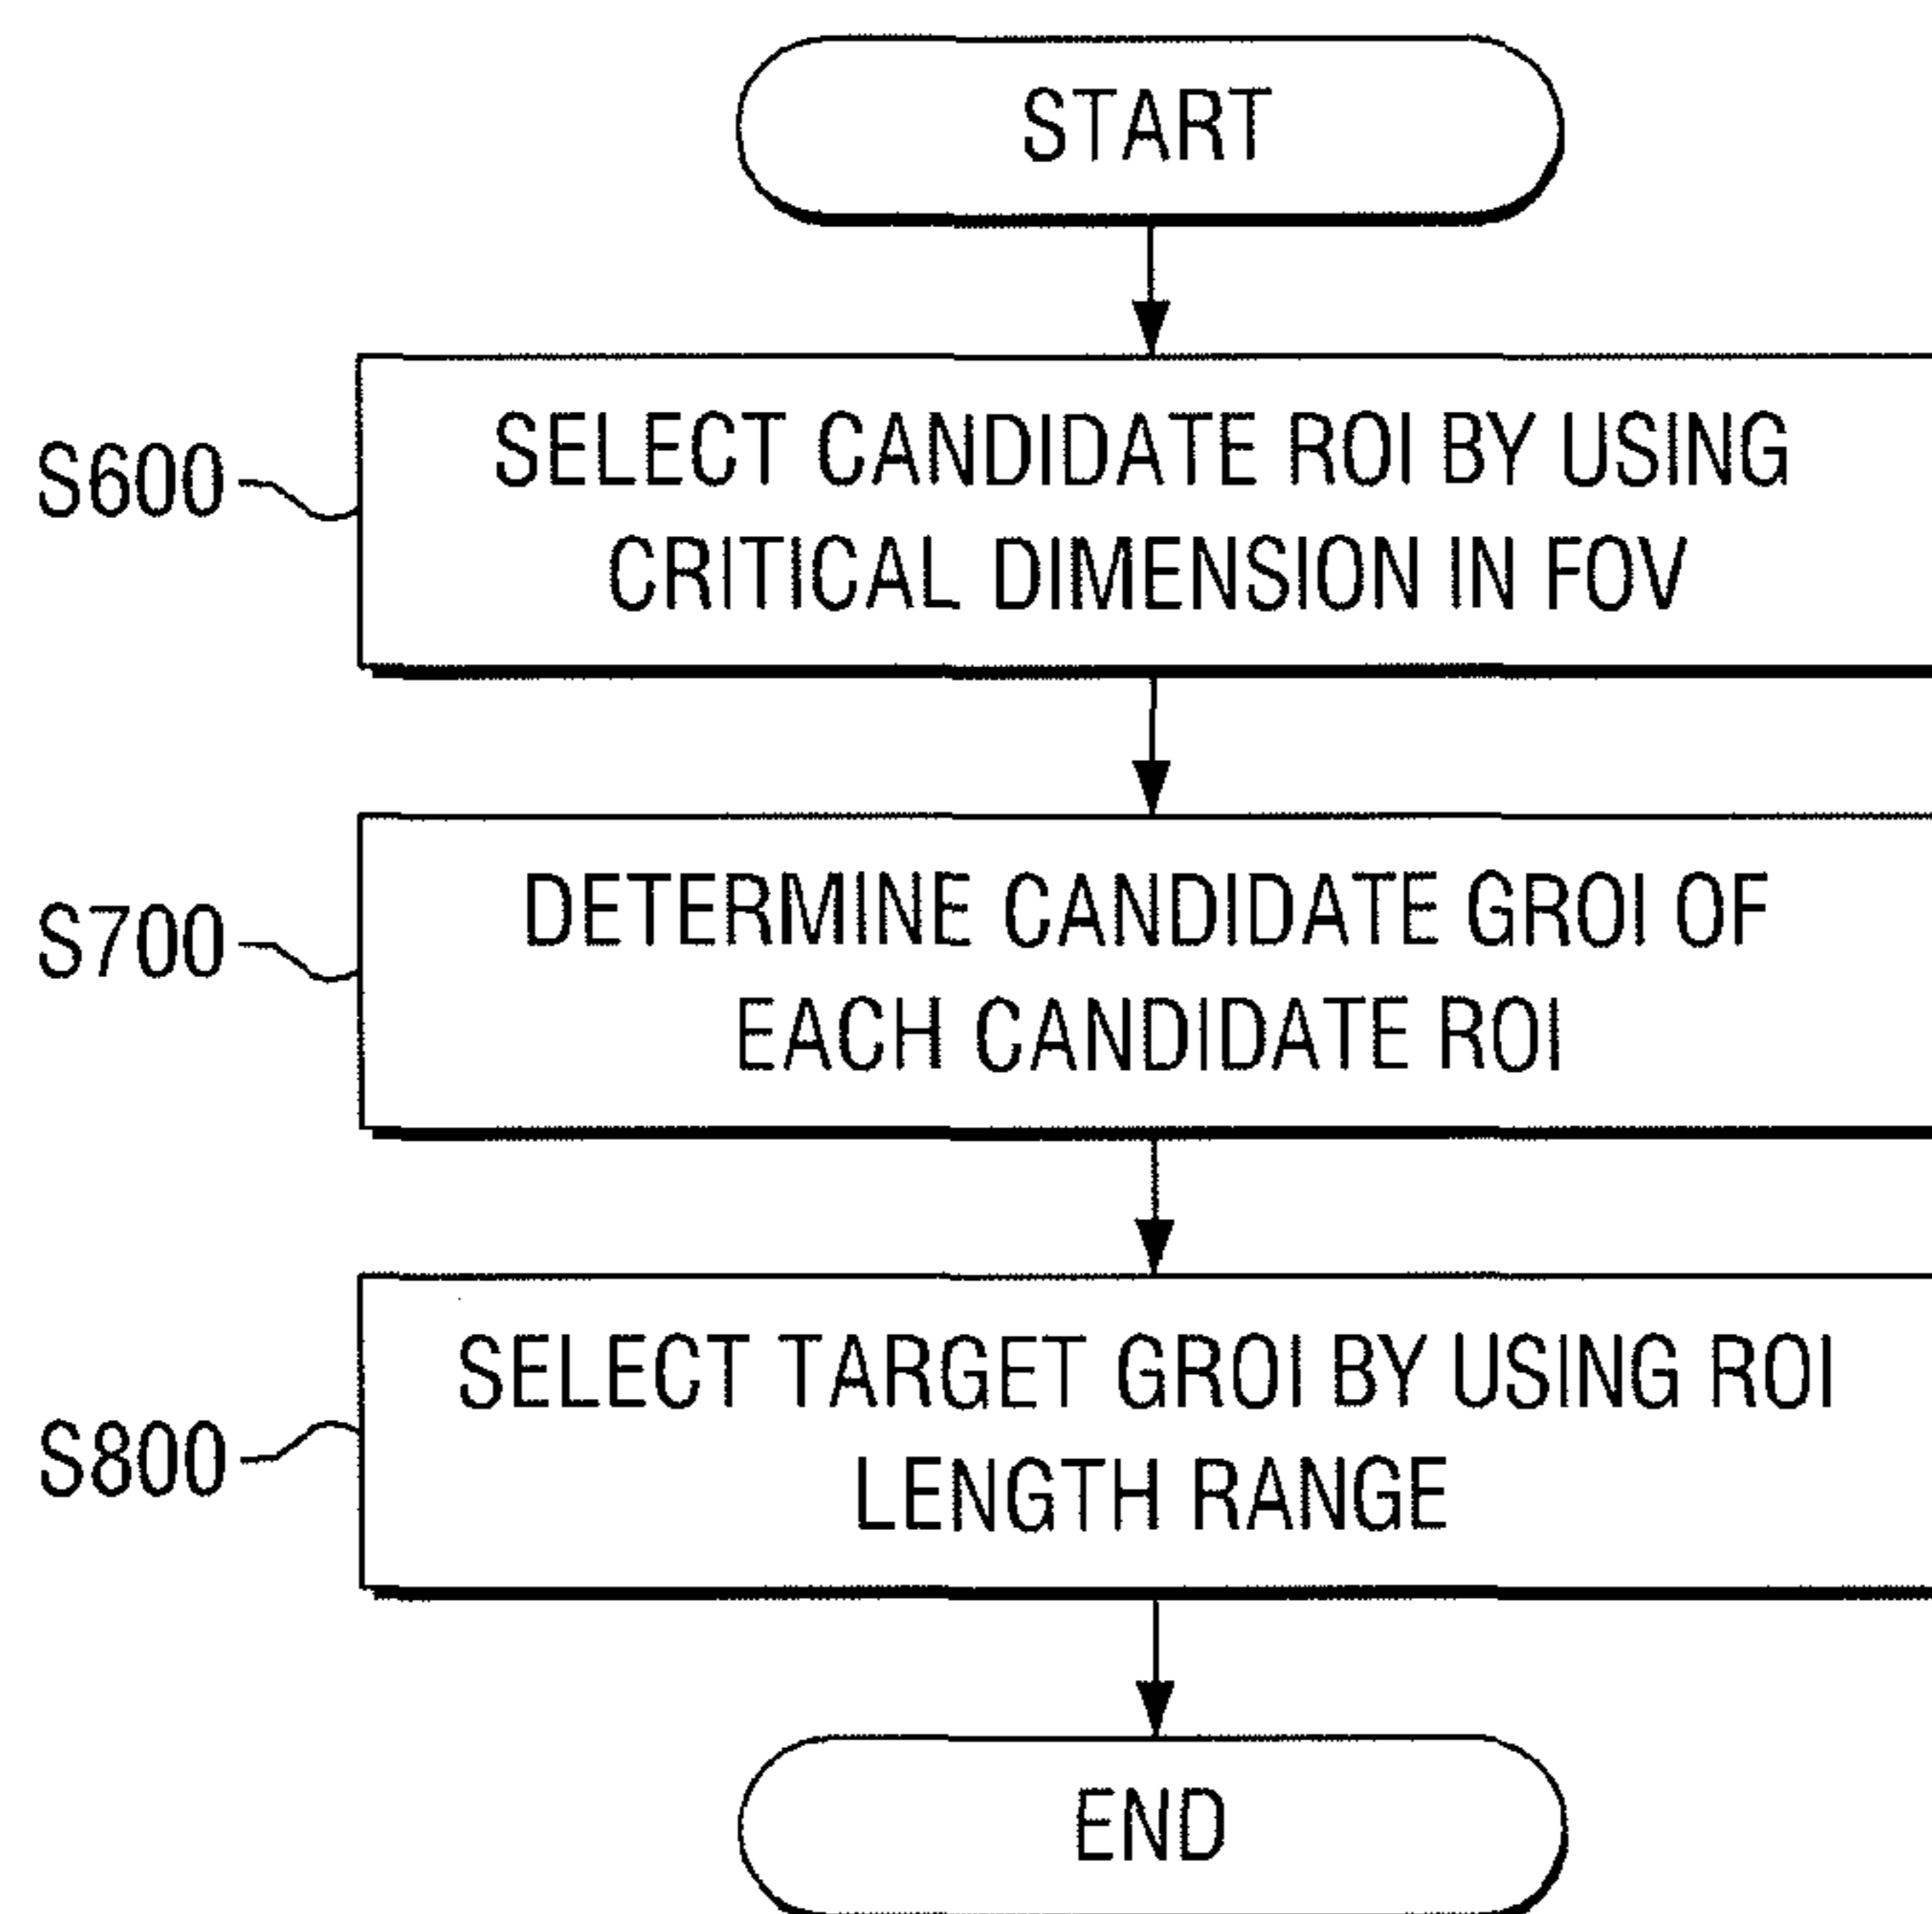 START
S600
SELECT CANDIDATE ROI BY USING
CRITICAL DIMENSION IN FOV
S700
DETERMINE CANDIDATE GROI OF
EACH CANDIDATE ROI
S800
SELECT TARGET GROI BY USING ROI
LENGTH RANGE
END